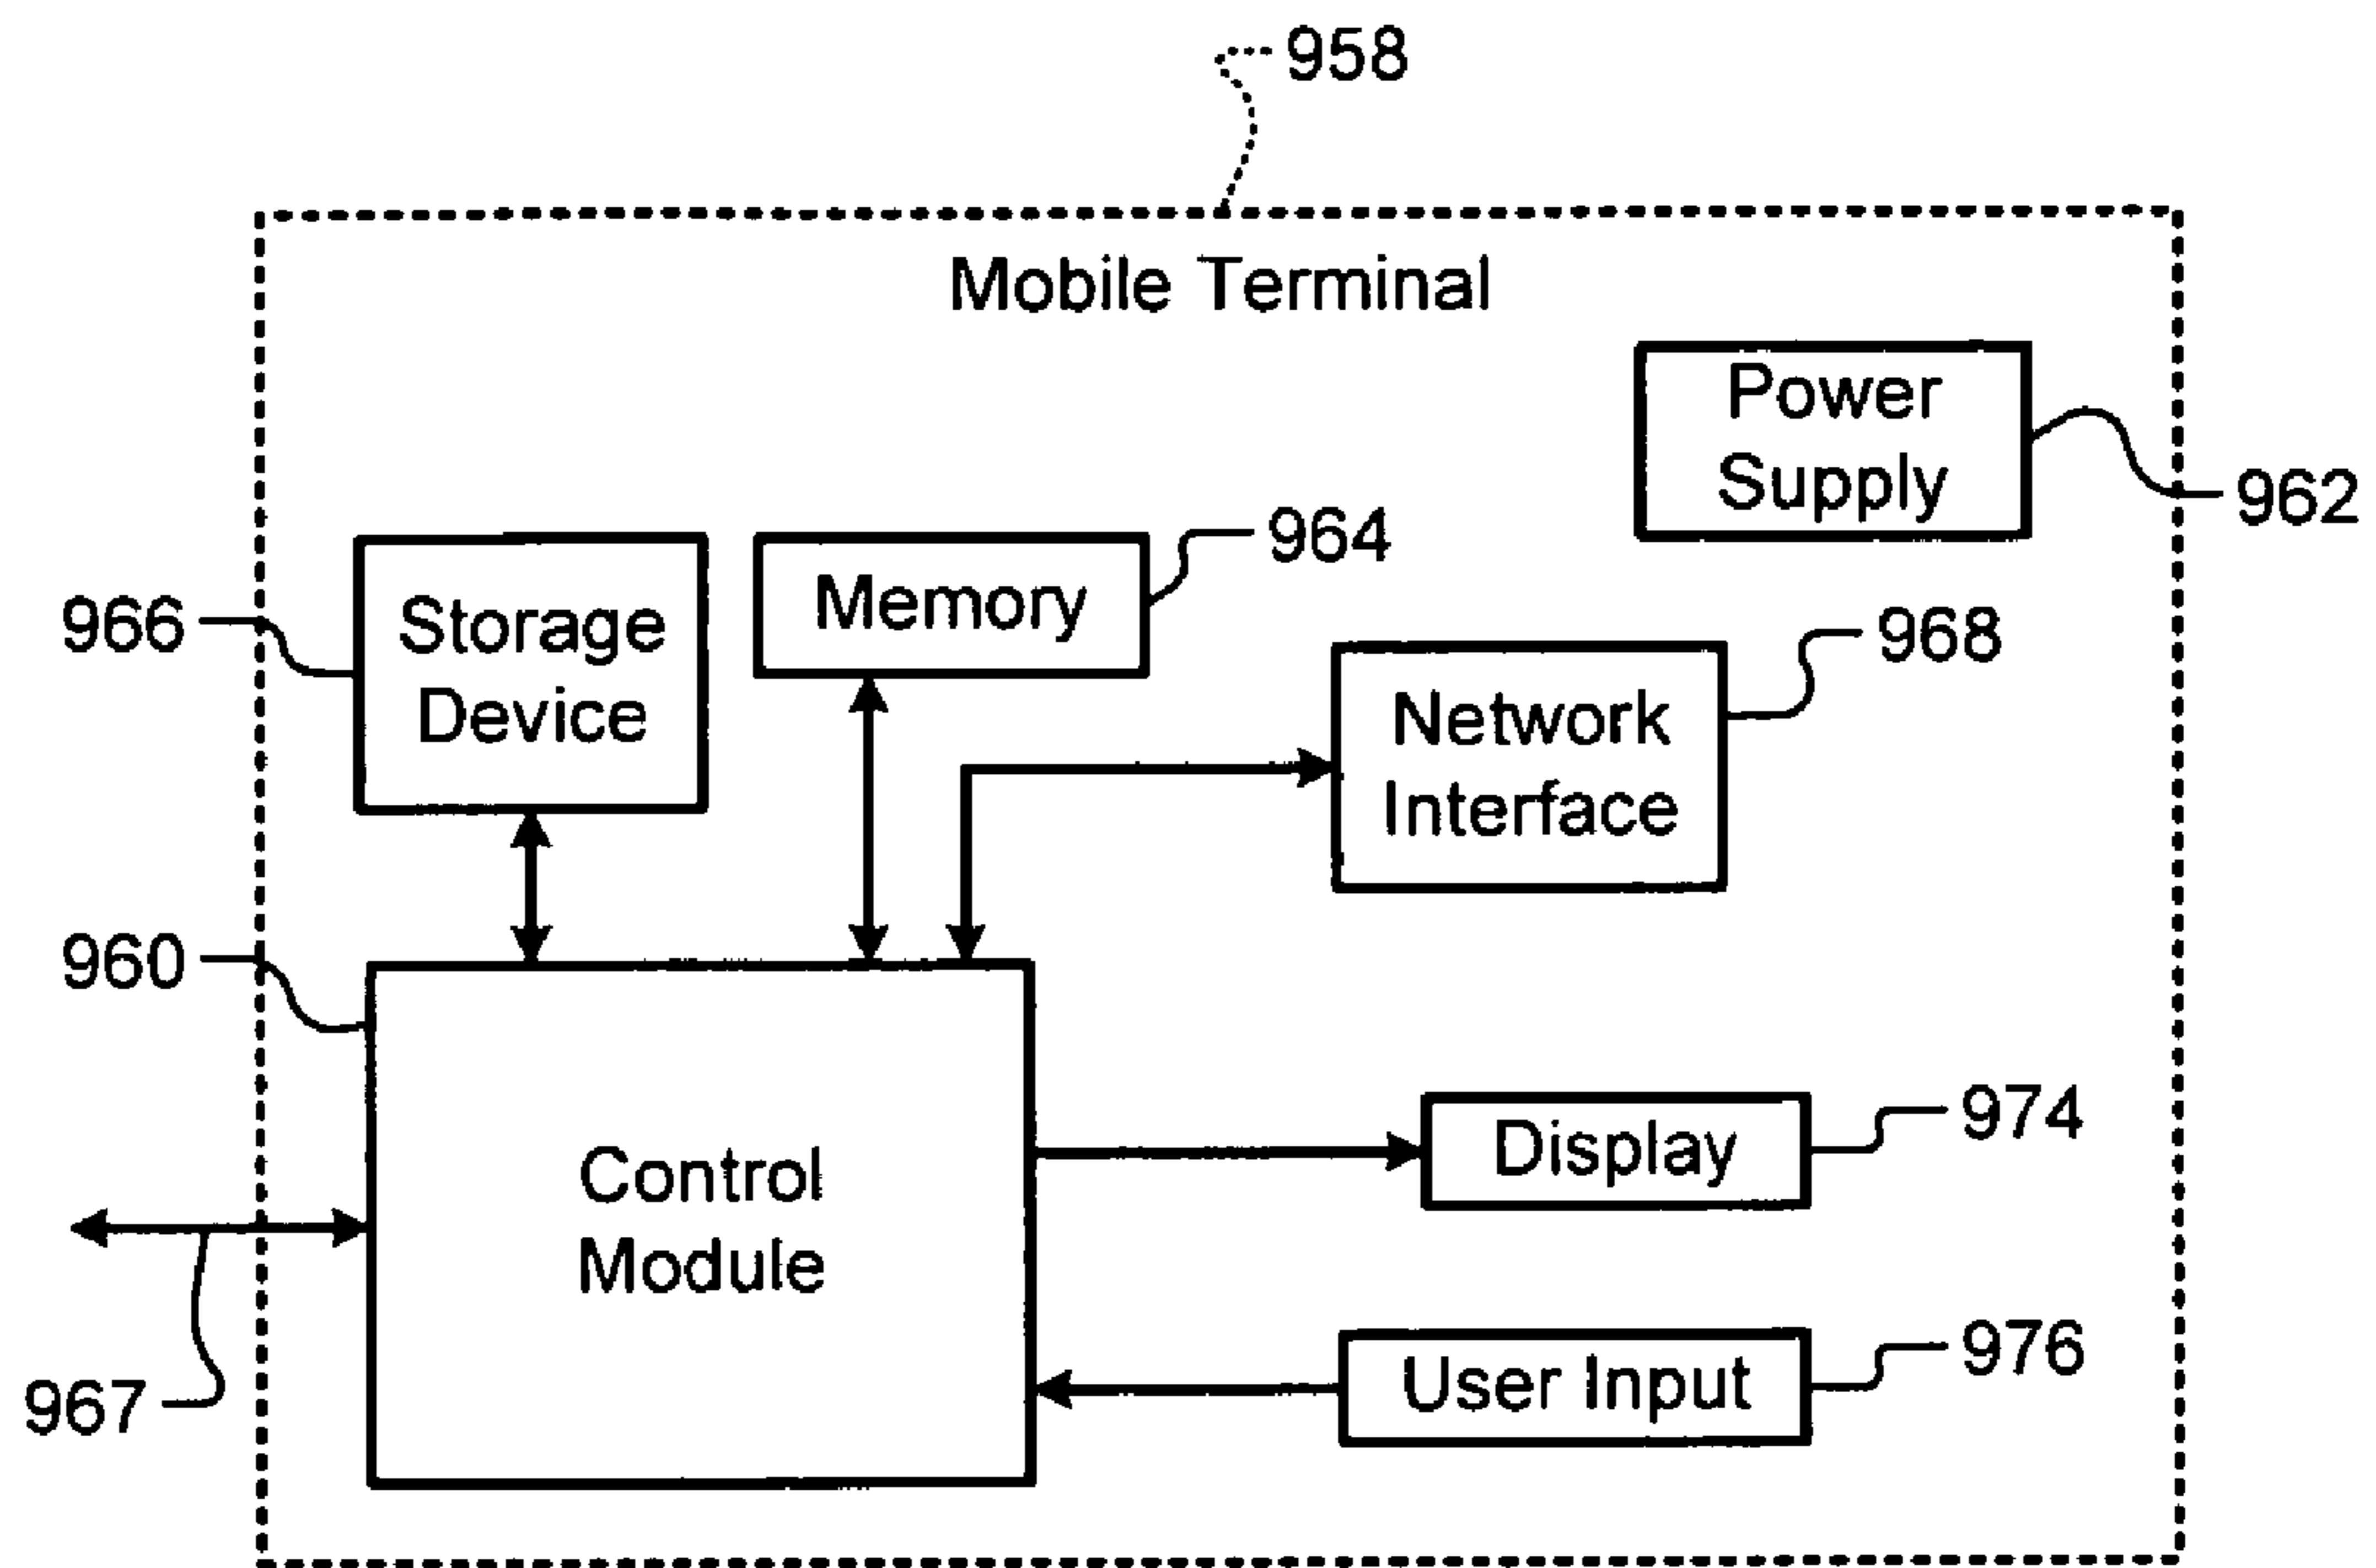 958
Mobile Terminal
Power
Supply
962
964
Memory
966
Storage
Device
968
Network
Interface
960
Control
Module
974
Display
967
976
User Input